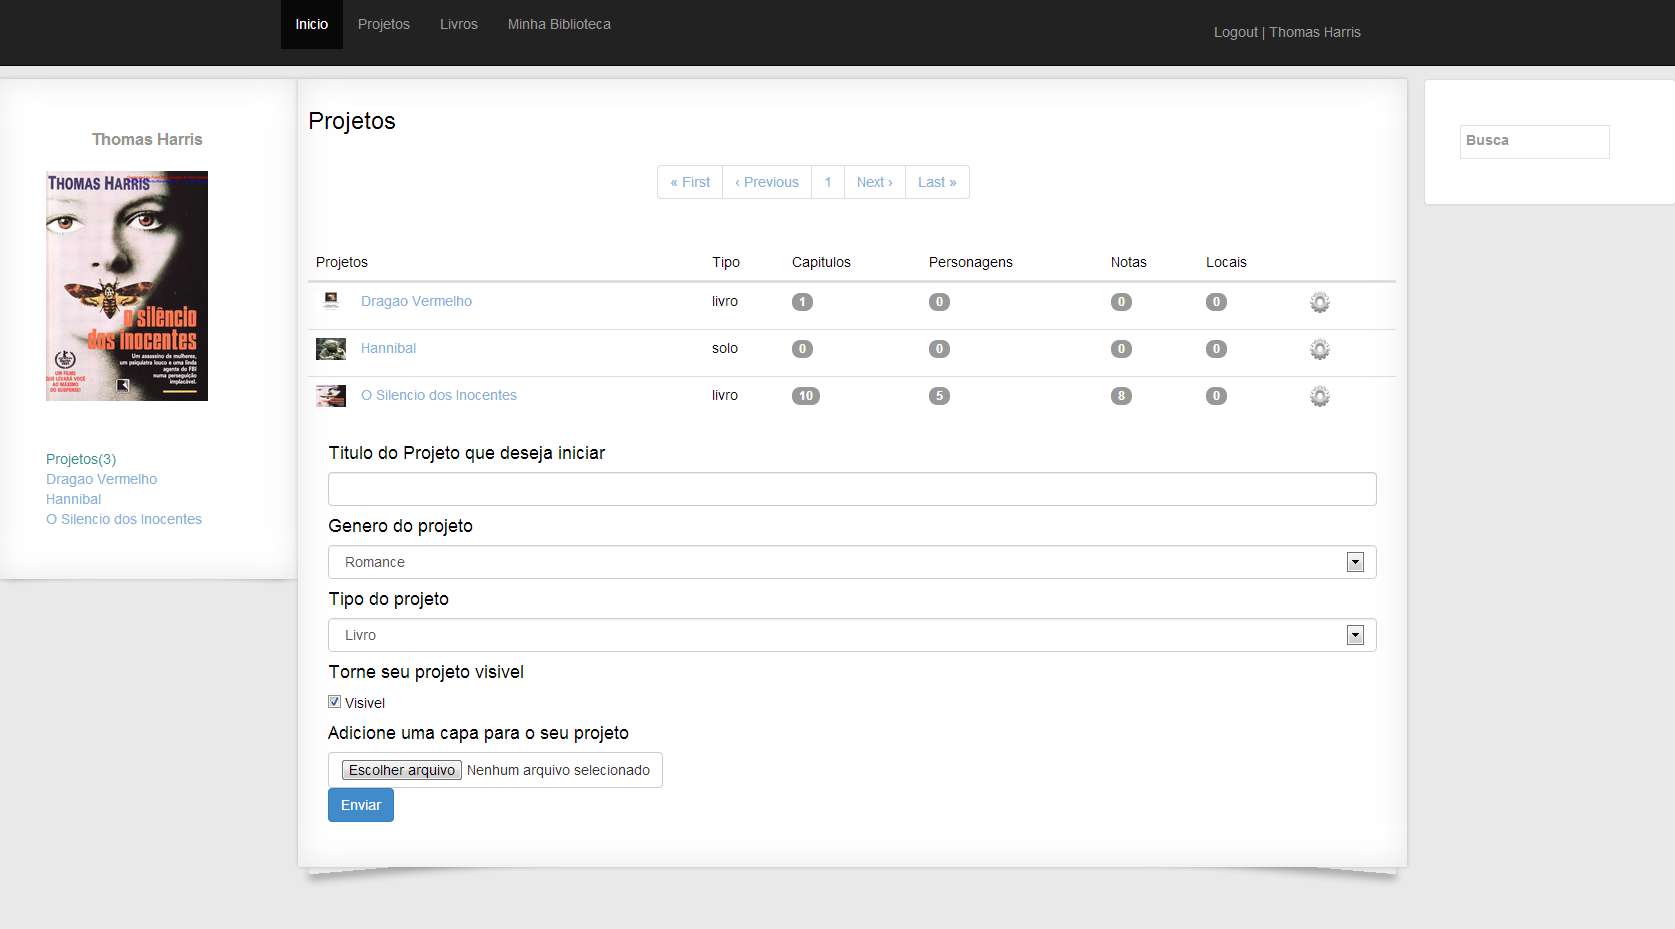 Inicio Projetos Livros Minha Biblioteca
Logout | Thomas Harris
Thomas Harris
THOMAS HARRIS
o silêncio
dos inocentes
Um assassino de mulheres,
um psiquiatra louco e uma linda
agente do FBI
numa perseguição
implacável.
UM FILME
QUE LEVARÁ VOCÊ
AO MÁXIMO
DO SUSPENSE!
Projetos(3)
Dragao Vermelho
Hannibal
O Silencio dos Inocentes
Projetos
« First ‹ Previous 1 Next › Last »
Projetos Tipo Capitulos Personagens Notas Locais
Dragao Vermelho livro 1 0 0 0
Hannibal solo 0 0 0 0
O Silencio dos Inocentes livro 10 5 8 0
Titulo do Projeto que deseja iniciar
Genero do projeto
Romance
Tipo do projeto
Livro
Torne seu projeto visivel
Visivel
Adicione uma capa para o seu projeto
Escolher arquivo Nenhum arquivo selecionado
Enviar
Busca